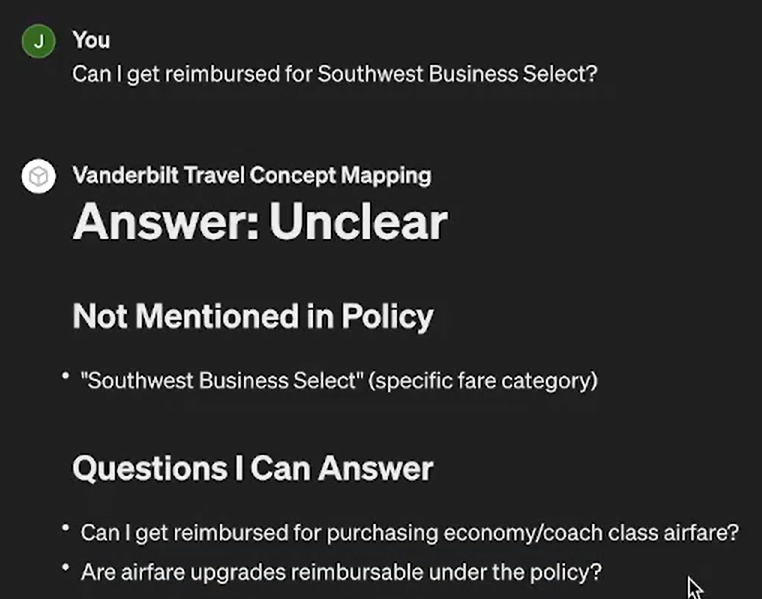 J
You
Can I get reimbursed for Southwest Business Select?
Vanderbilt Travel Concept Mapping
Answer: Unclear
Not Mentioned in Policy
• "Southwest Business Select" (specific fare category)
Questions I Can Answer
• Can I get reimbursed for purchasing economy/coach class airfare?
• Are airfare upgrades reimbursable under the policy?